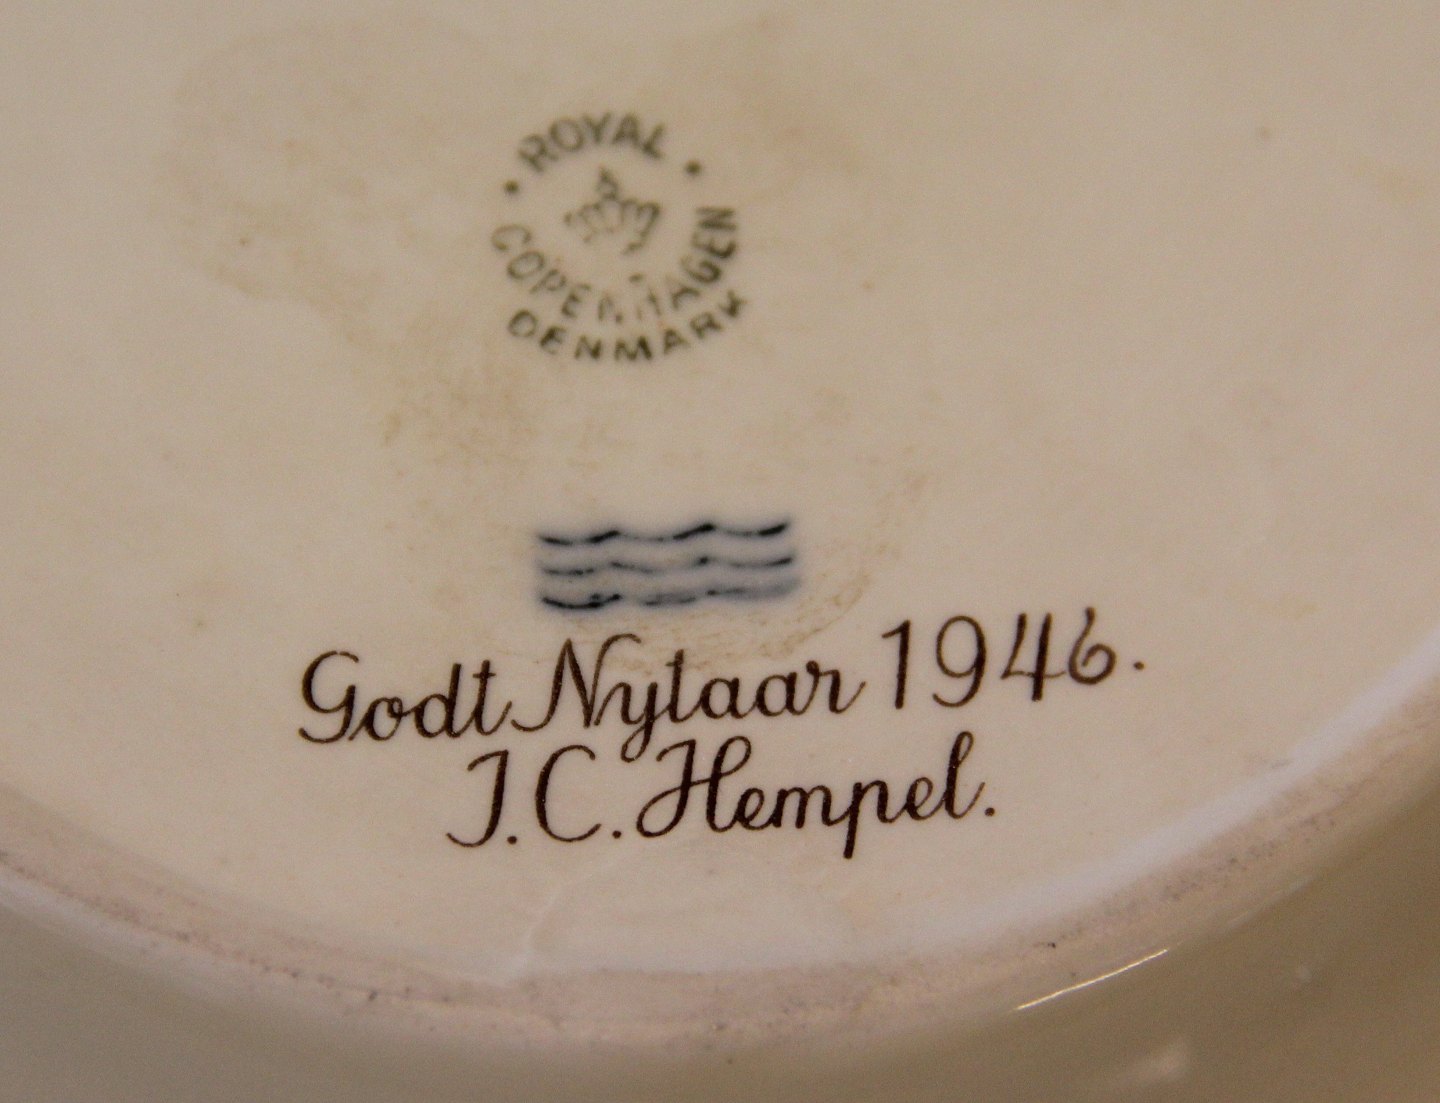 ROYAL
COPENHAGEN
DENMARK
Godt Nytaar 1946.
J.C. Hempel.